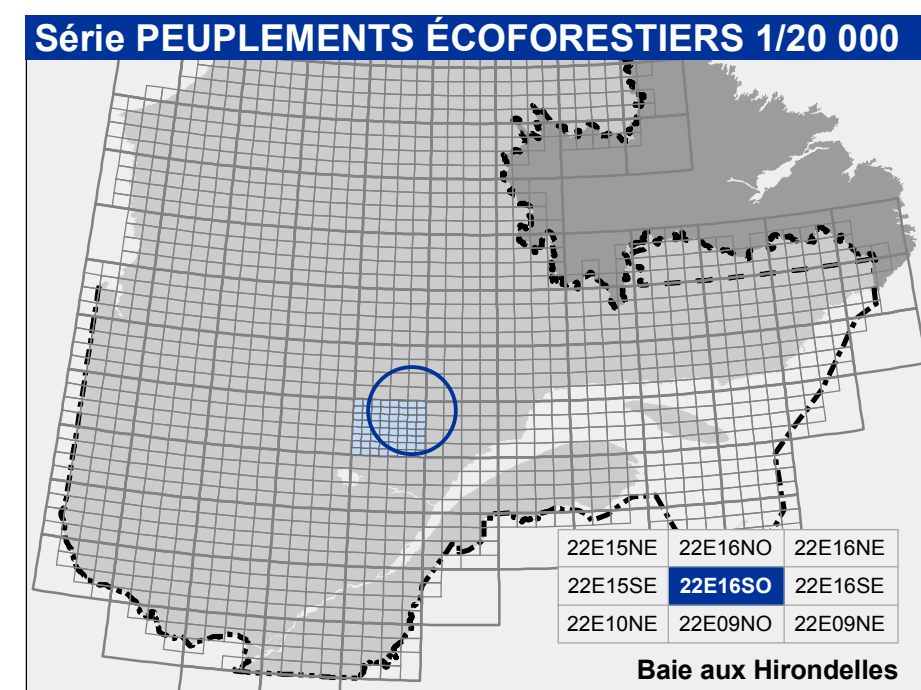 Série PEUPLEMENTS ÉCOFORESTIERS 1/20 000
22E15NE 22E16NO 22E16NE
22E15SE 22E16SO 22E16SE
22E10NE 22E09NO 22E09NE
Baie aux Hirondelles